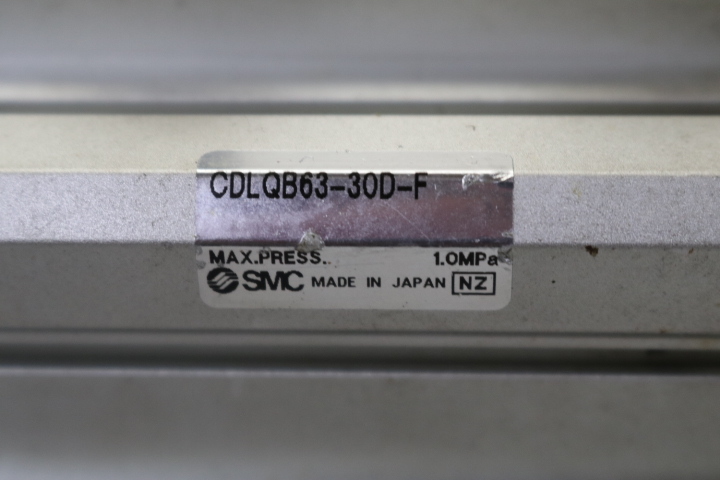 CDLQB63-30D-F
MAX.PRESS. 1.0MPa
SMC MADE IN JAPAN NZ